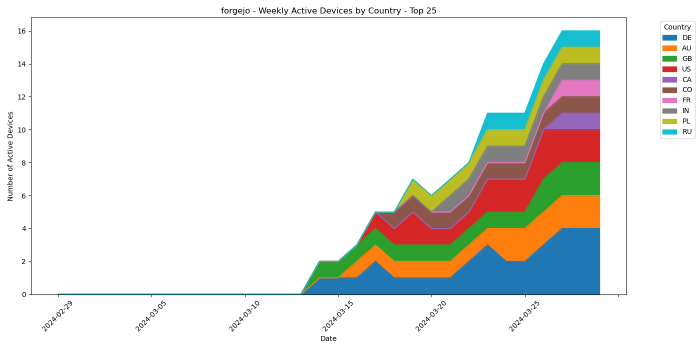 forgejo - Weekly Active Devices by Country - Top 25
Number of Active Devices
16
14
12
10
8
6
4
2
0
2024-02-29
2024-03-05
2024-03-10
2024-03-15
2024-03-20
2024-03-25
Date
Country
DE
AU
GB
US
CA
CO
FR
IN
PL
RU